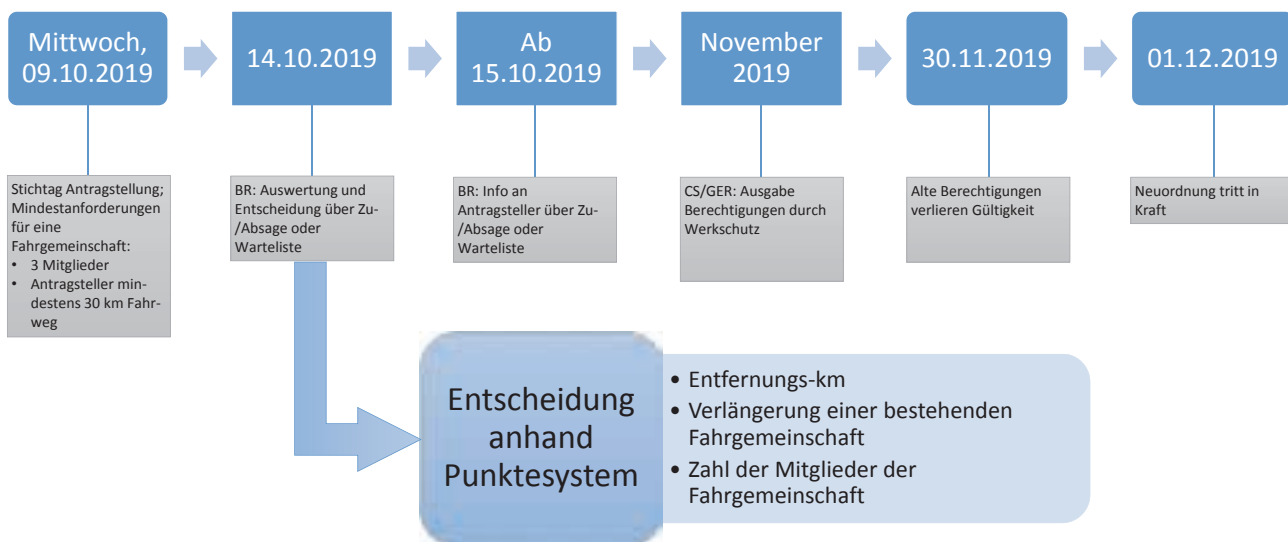 Mittwoch,
09.10.2019
14.10.2019
Ab
15.10.2019
November
2019
30.11.2019
01.12.2019
Stichtag Antragstellung;
Mindestanforderungen
für eine
Fahrgemeinschaft:
• 3 Mitglieder
• Antragsteller min-
destens 30 km Fahr-
weg
BR: Auswertung und
Entscheidung über Zu-
/Absage oder
Warteliste
BR: Info an
Antragsteller über Zu-
/Absage oder
Warteliste
CS/GER: Ausgabe
Berechtigungen durch
Werkschutz
Alte Berechtigungen
verlieren Gültigkeit
Neuordnung tritt in
Kraft
Entscheidung
anhand
Punktesystem
• Entfernungs-km
• Verlängerung einer bestehenden
Fahrgemeinschaft
• Zahl der Mitglieder der
Fahrgemeinschaft